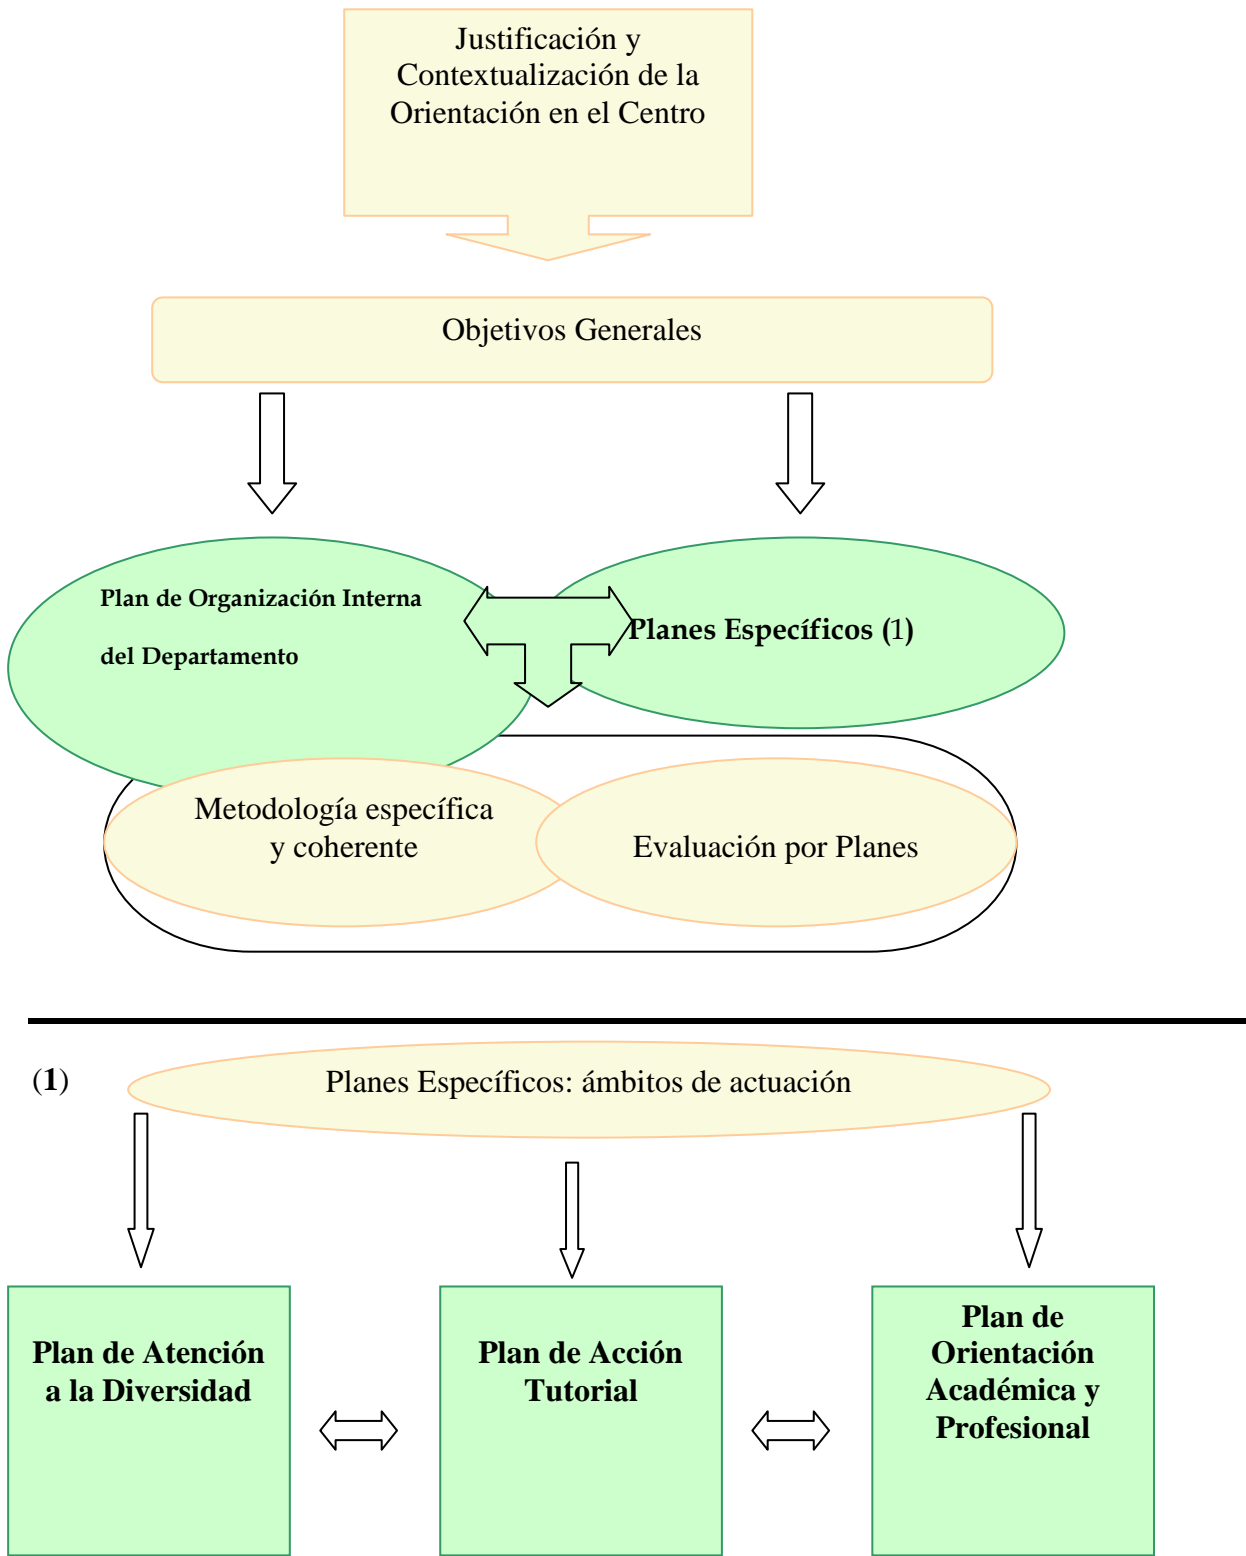 Justificación y
Contextualización de la
Orientación en el Centro
Objetivos Generales
Plan de Organización Interna
del Departamento
Planes Específicos (1)
Metodología específica
y coherente
Evaluación por Planes
(1)
Planes Específicos: ámbitos de actuación
Plan de Atención
a la Diversidad
Plan de Acción
Tutorial
Plan de
Orientación
Académica y
Profesional